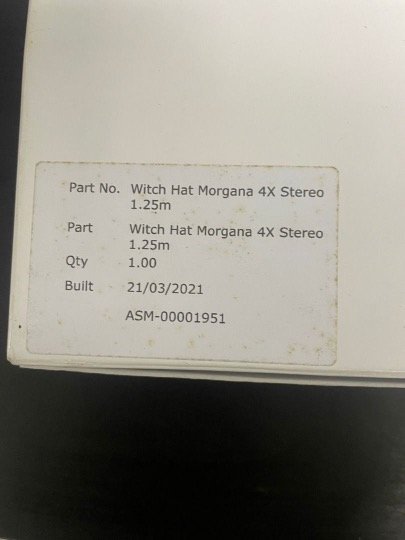 Part No. Witch Hat Morgana 4X Stereo
1.25m
Part Witch Hat Morgana 4X Stereo
1.25m
Qty 1.00
Built 21/03/2021
ASM-00001951